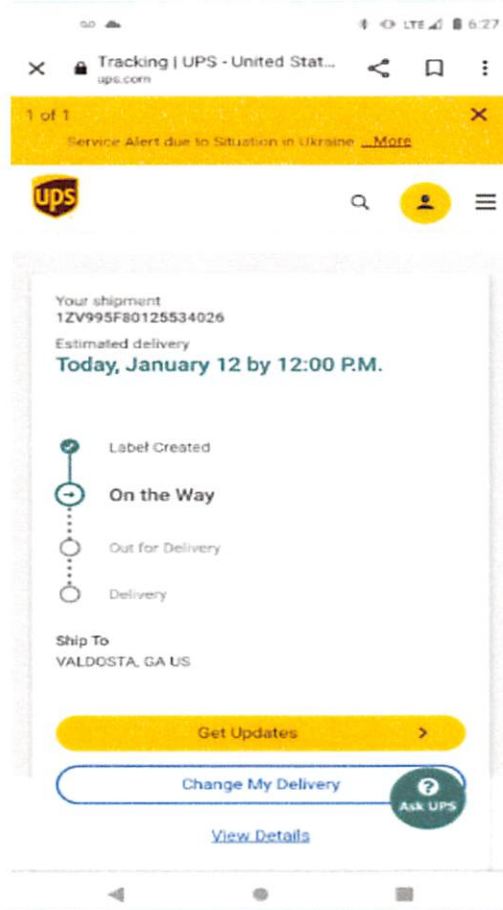 LTE 6:27
Tracking | UPS - United Stat...
ups.com
1 of 1
Service Alert due to Situation in Ukraine ...More
ups
Your shipment
1ZV995F80125534026
Estimated delivery
Today, January 12 by 12:00 P.M.
Label Created
On the Way
Out for Delivery
Delivery
Ship To
VALDOSTA, GA US
Get Updates
Change My Delivery
Ask UPS
View Details